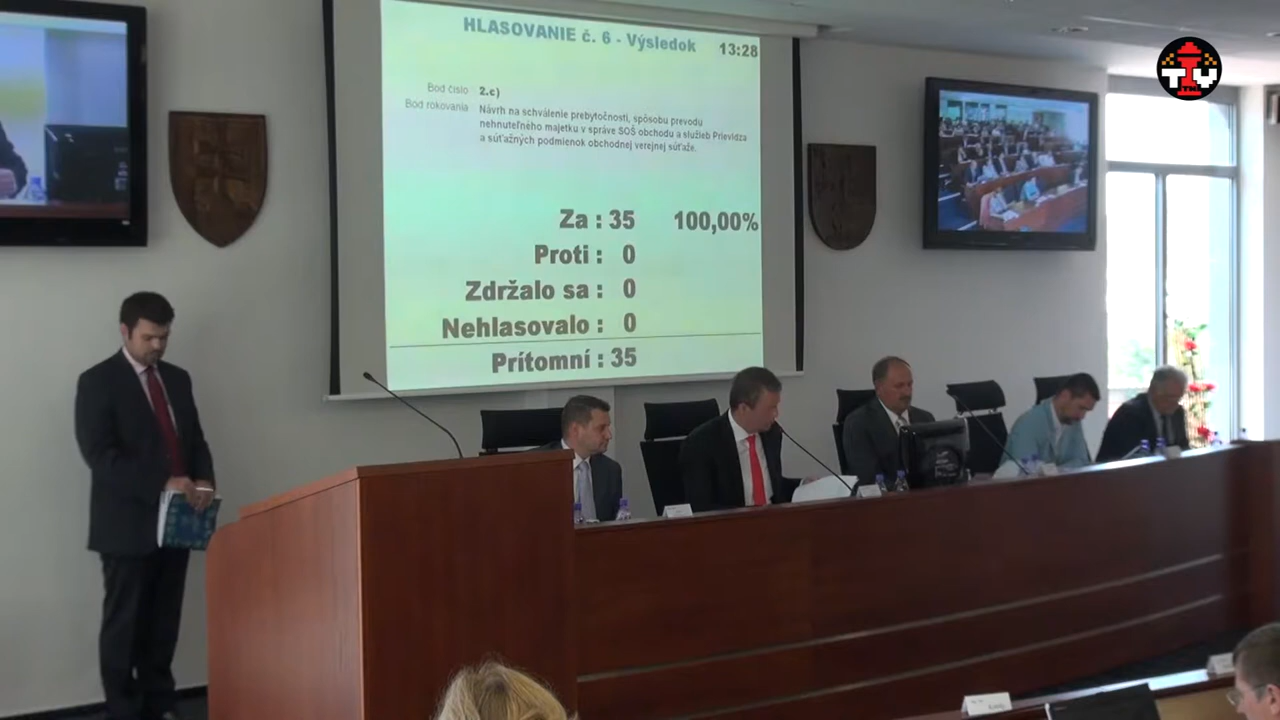 HLASOVANIE č. 6 - Výsledok 13:28
Bod číslo 2.c)
Bod rokovania Návrh na schválenie prebytočnosti, spôsobu prevodu
nehnuteľného majetku v správe SOŠ obchodu a služieb Prievidza
a súťažných podmienok obchodnej verejnej súťaže.
Za : 35 100,00%
Proti : 0
Zdržalo sa : 0
Nehlasovalo : 0
Prítomní : 35
TV